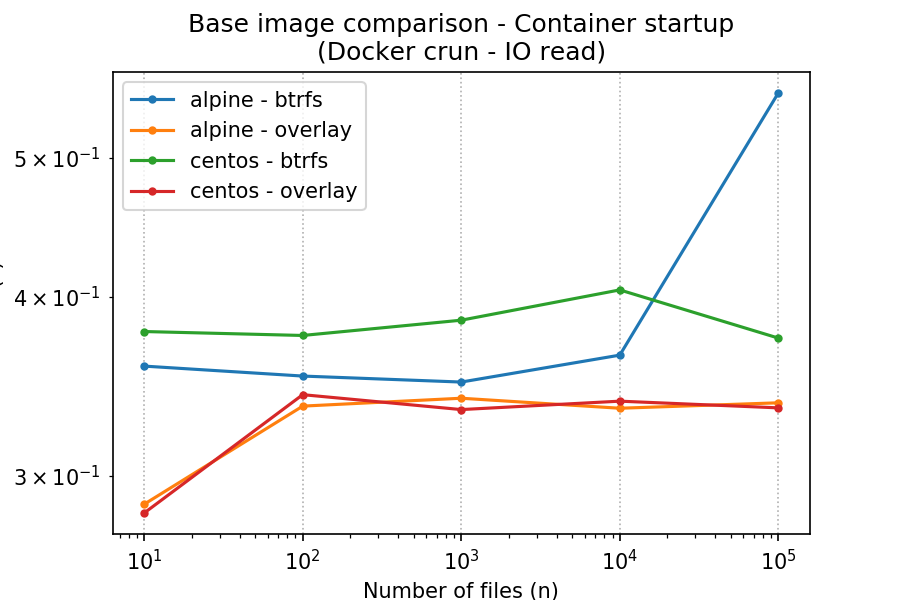 Base image comparison - Container startup
(Docker crun - IO read)
alpine - btrfs
alpine - overlay
centos - btrfs
centos - overlay
5 × 10⁻¹
4 × 10⁻¹
3 × 10⁻¹
10¹ 10² 10³ 10⁴ 10⁵
Number of files (n)